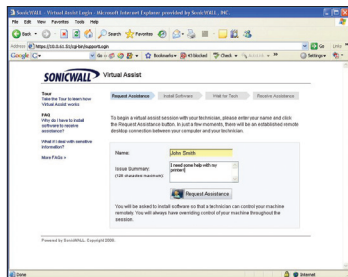 SonicWALL - Virtual Assist Login - Microsoft Internet Explorer provided by SonicWALL, INC.
File Edit View Favorites Tools Help
Back Search Favorites
Address https://10.0.61.51/cgi-bin/supportLogin Go Links
Google Go Bookmarks 41 blocked Check Settings
SONICWALL Virtual Assist
Tour
Take the Tour to learn how
Virtual Assist works
FAQ
Why do I have to install
software to receive
assistance?
What if I deal with sensitive
information?
More FAQs >
Request Assistance Install Software Wait for Tech Receive Assistance
To begin a virtual assist session with your technician, please enter your name and click
the Request Assistance button. In just a few moments, there will be an established remote
desktop connection between your computer and your technician.
Name: John Smith
Issue Summary:
(128 characters maximum)
I need some help with my
printer!
Request Assistance
You will be asked to install software so that a technician can control your machine
remotely. You will always have overriding control of your machine throughout the
session.
Powered by SonicWALL. Copyright 2008.
Done Internet